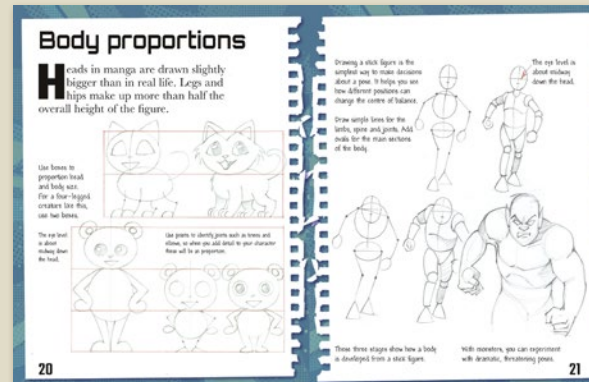 Body proportions
Heads in manga are drawn slightly
bigger than in real life. Legs and
hips make up more than half the
overall height of the figure.
Use boxes to
proportion head
and body size.
For a four-legged
creature like this,
use two boxes.
The eye level
is about
midway down
the head.
Use points to identify joints such as knees and
elbows, so when you add detail to your character
these will be in proportion.
20
Drawing a stick figure is the
simplest way to make decisions
about a pose. It helps you see
how different positions can
change the centre of balance.
Draw simple lines for the
limbs, spine and joints. Add
ovals for the main sections
of the body.
The eye level is
about midway
down the head.
These three stages show how a body
is developed from a stick figure.
With monsters, you can experiment
with dramatic, threatening poses.
21